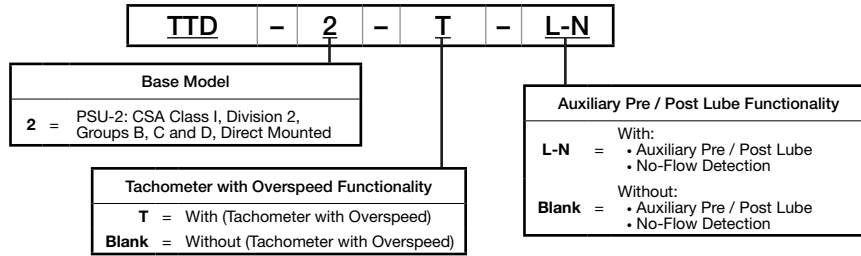 TTD – 2 – T – L-N
Base Model
2 = PSU-2: CSA Class I, Division 2,
Groups B, C and D, Direct Mounted
Tachometer with Overspeed Functionality
T = With (Tachometer with Overspeed)
Blank = Without (Tachometer with Overspeed)
Auxiliary Pre / Post Lube Functionality
With:
L-N = • Auxiliary Pre / Post Lube
• No-Flow Detection
Without:
Blank = • Auxiliary Pre / Post Lube
• No-Flow Detection